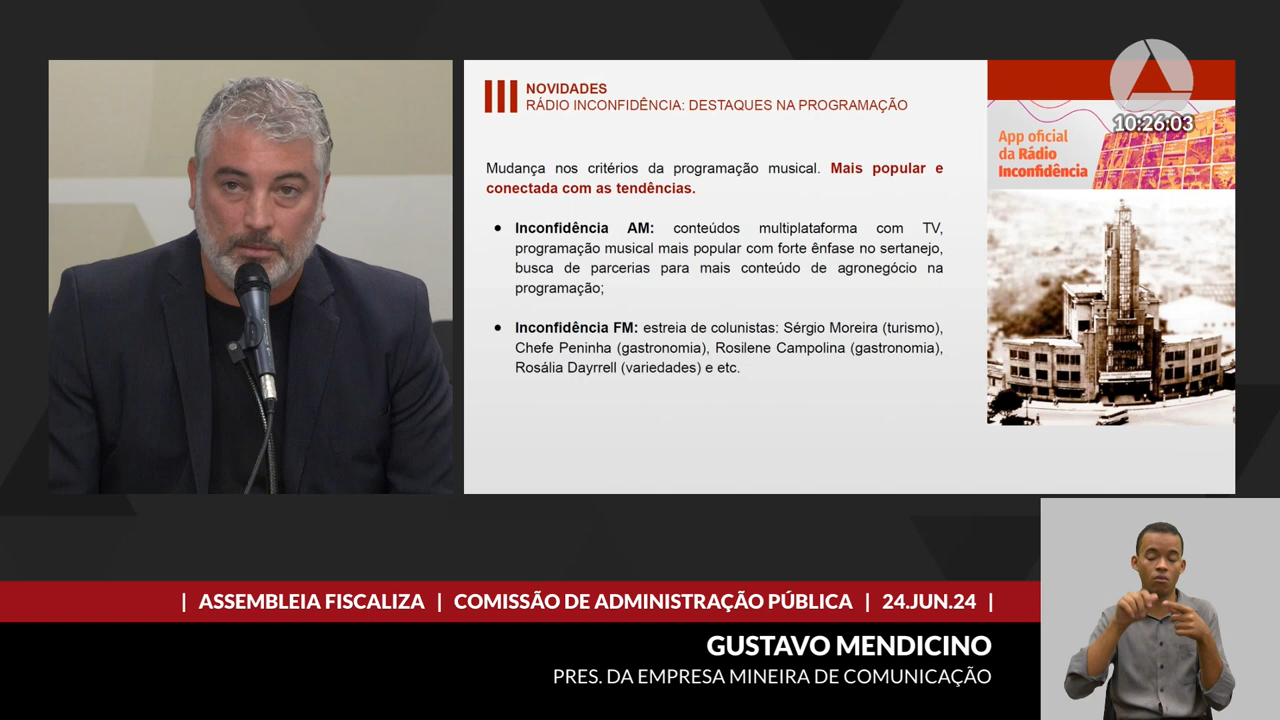 NOVIDADES
RÁDIO INCONFIDÊNCIA: DESTAQUES NA PROGRAMAÇÃO
Mudança nos critérios da programação musical. Mais popular e
conectada com as tendências.
● Inconfidência AM: conteúdos multiplataforma com TV,
programação musical mais popular com forte ênfase no sertanejo,
busca de parcerias para mais conteúdo de agronegócio na
programação;
● Inconfidência FM: estreia de colunistas: Sérgio Moreira (turismo),
Chefe Peninha (gastronomia), Rosilene Campolina (gastronomia),
Rosália Dayrrell (variedades) e etc.
10:26:03
App oficial
da Rádio
Inconfidência
| ASSEMBLEIA FISCALIZA | COMISSÃO DE ADMINISTRAÇÃO PÚBLICA | 24.JUN.24 |
GUSTAVO MENDICINO
PRES. DA EMPRESA MINEIRA DE COMUNICAÇÃO